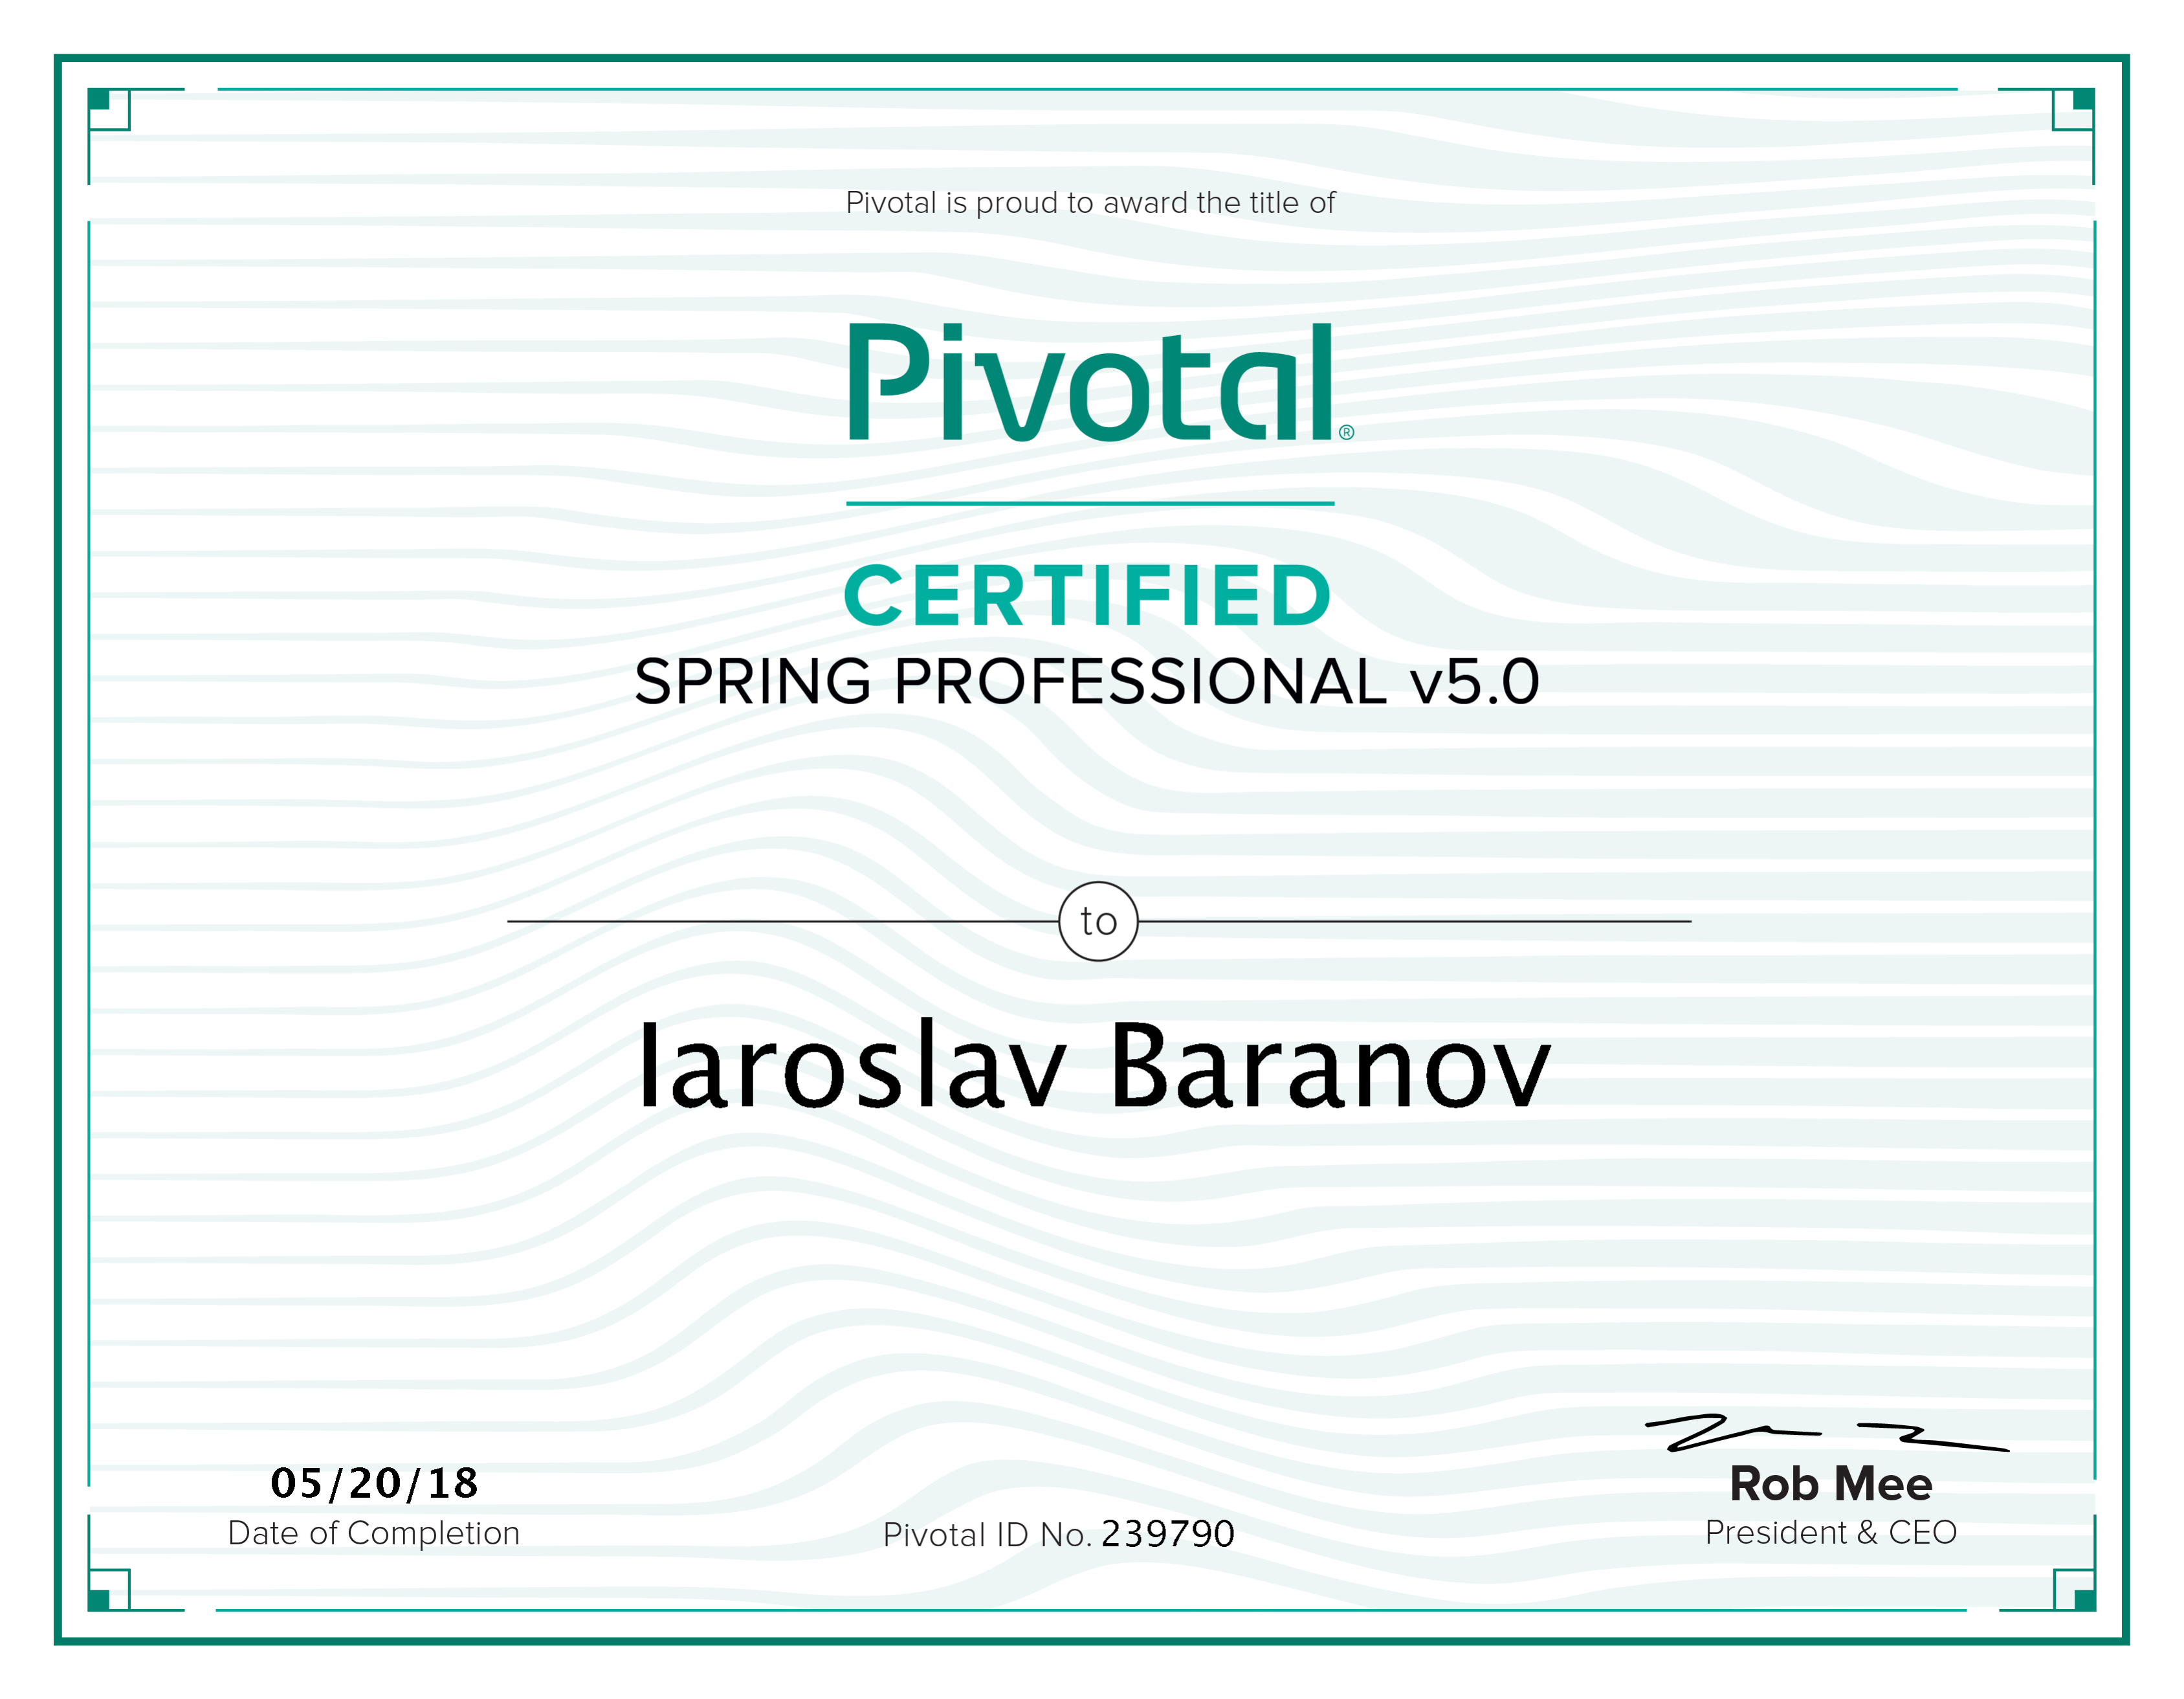 Pivotal is proud to award the title of
Pivotal®
CERTIFIED
SPRING PROFESSIONAL v5.0
to
Iaroslav Baranov
05/20/18
Date of Completion
Pivotal ID No. 239790
Rob Mee
President & CEO